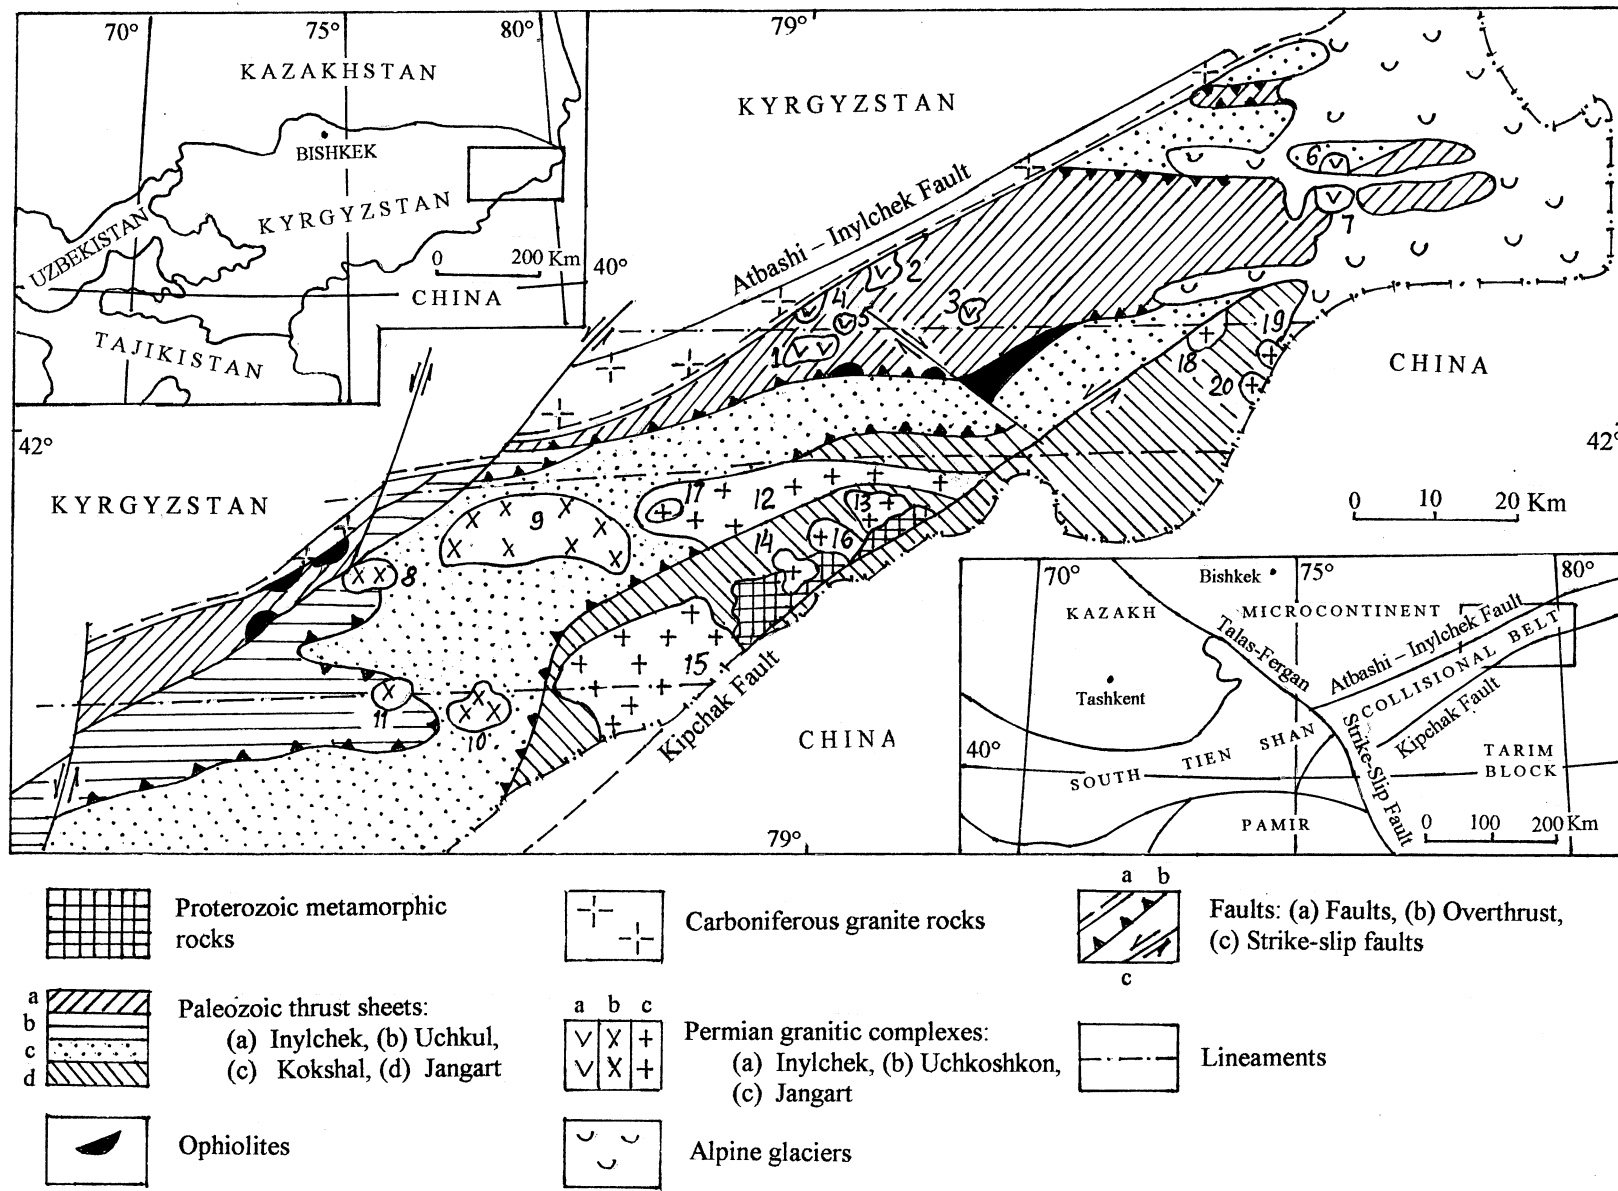 70°
75°
80°
79°
KAZAKHSTAN
BISHKEK
KYRGYZSTAN
UZBEKISTAN
0 200 Km
40°
CHINA
TAJIKISTAN
KYRGYZSTAN
Atbashi – Inylchek Fault
6
7
2
4
3
5
1
19
18
20
CHINA
42°
42°
KYRGYZSTAN
17
12
13
9
14
16
8
15
11
10
Kipchak Fault
CHINA
79°
0 10 20 Km
70°
Bishkek
75°
80°
KAZAKH MICROCONTINENT
Talas-Fergan
Strike-Slip Fault
Atbashi – Inylchek Fault
COLLISIONAL BELT
Tashkent
Kipchak Fault
40°
SOUTH TIEN SHAN
TARIM
BLOCK
PAMIR
0 100 200 Km
Proterozoic metamorphic
rocks
Carboniferous granite rocks
a b
c
Faults: (a) Faults, (b) Overthrust,
(c) Strike-slip faults
a
b
c
d
Paleozoic thrust sheets:
(a) Inylchek, (b) Uchkul,
(c) Kokshal, (d) Jangart
a b c
Permian granitic complexes:
(a) Inylchek, (b) Uchkoshkon,
(c) Jangart
Lineaments
Ophiolites
Alpine glaciers